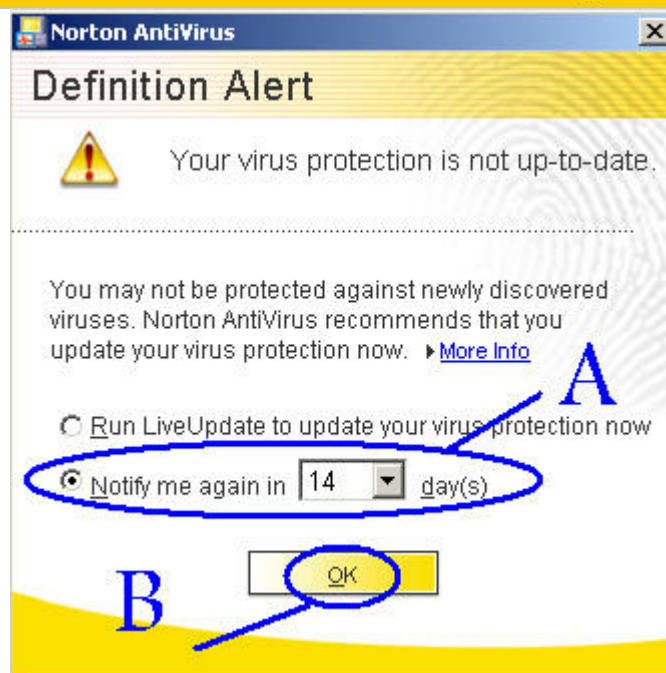 Norton AntiVirus
Definition Alert
Your virus protection is not up-to-date.
You may not be protected against newly discovered
viruses. Norton AntiVirus recommends that you
update your virus protection now. More Info
A
Run LiveUpdate to update your virus protection now
Notify me again in 14 day(s)
OK
B